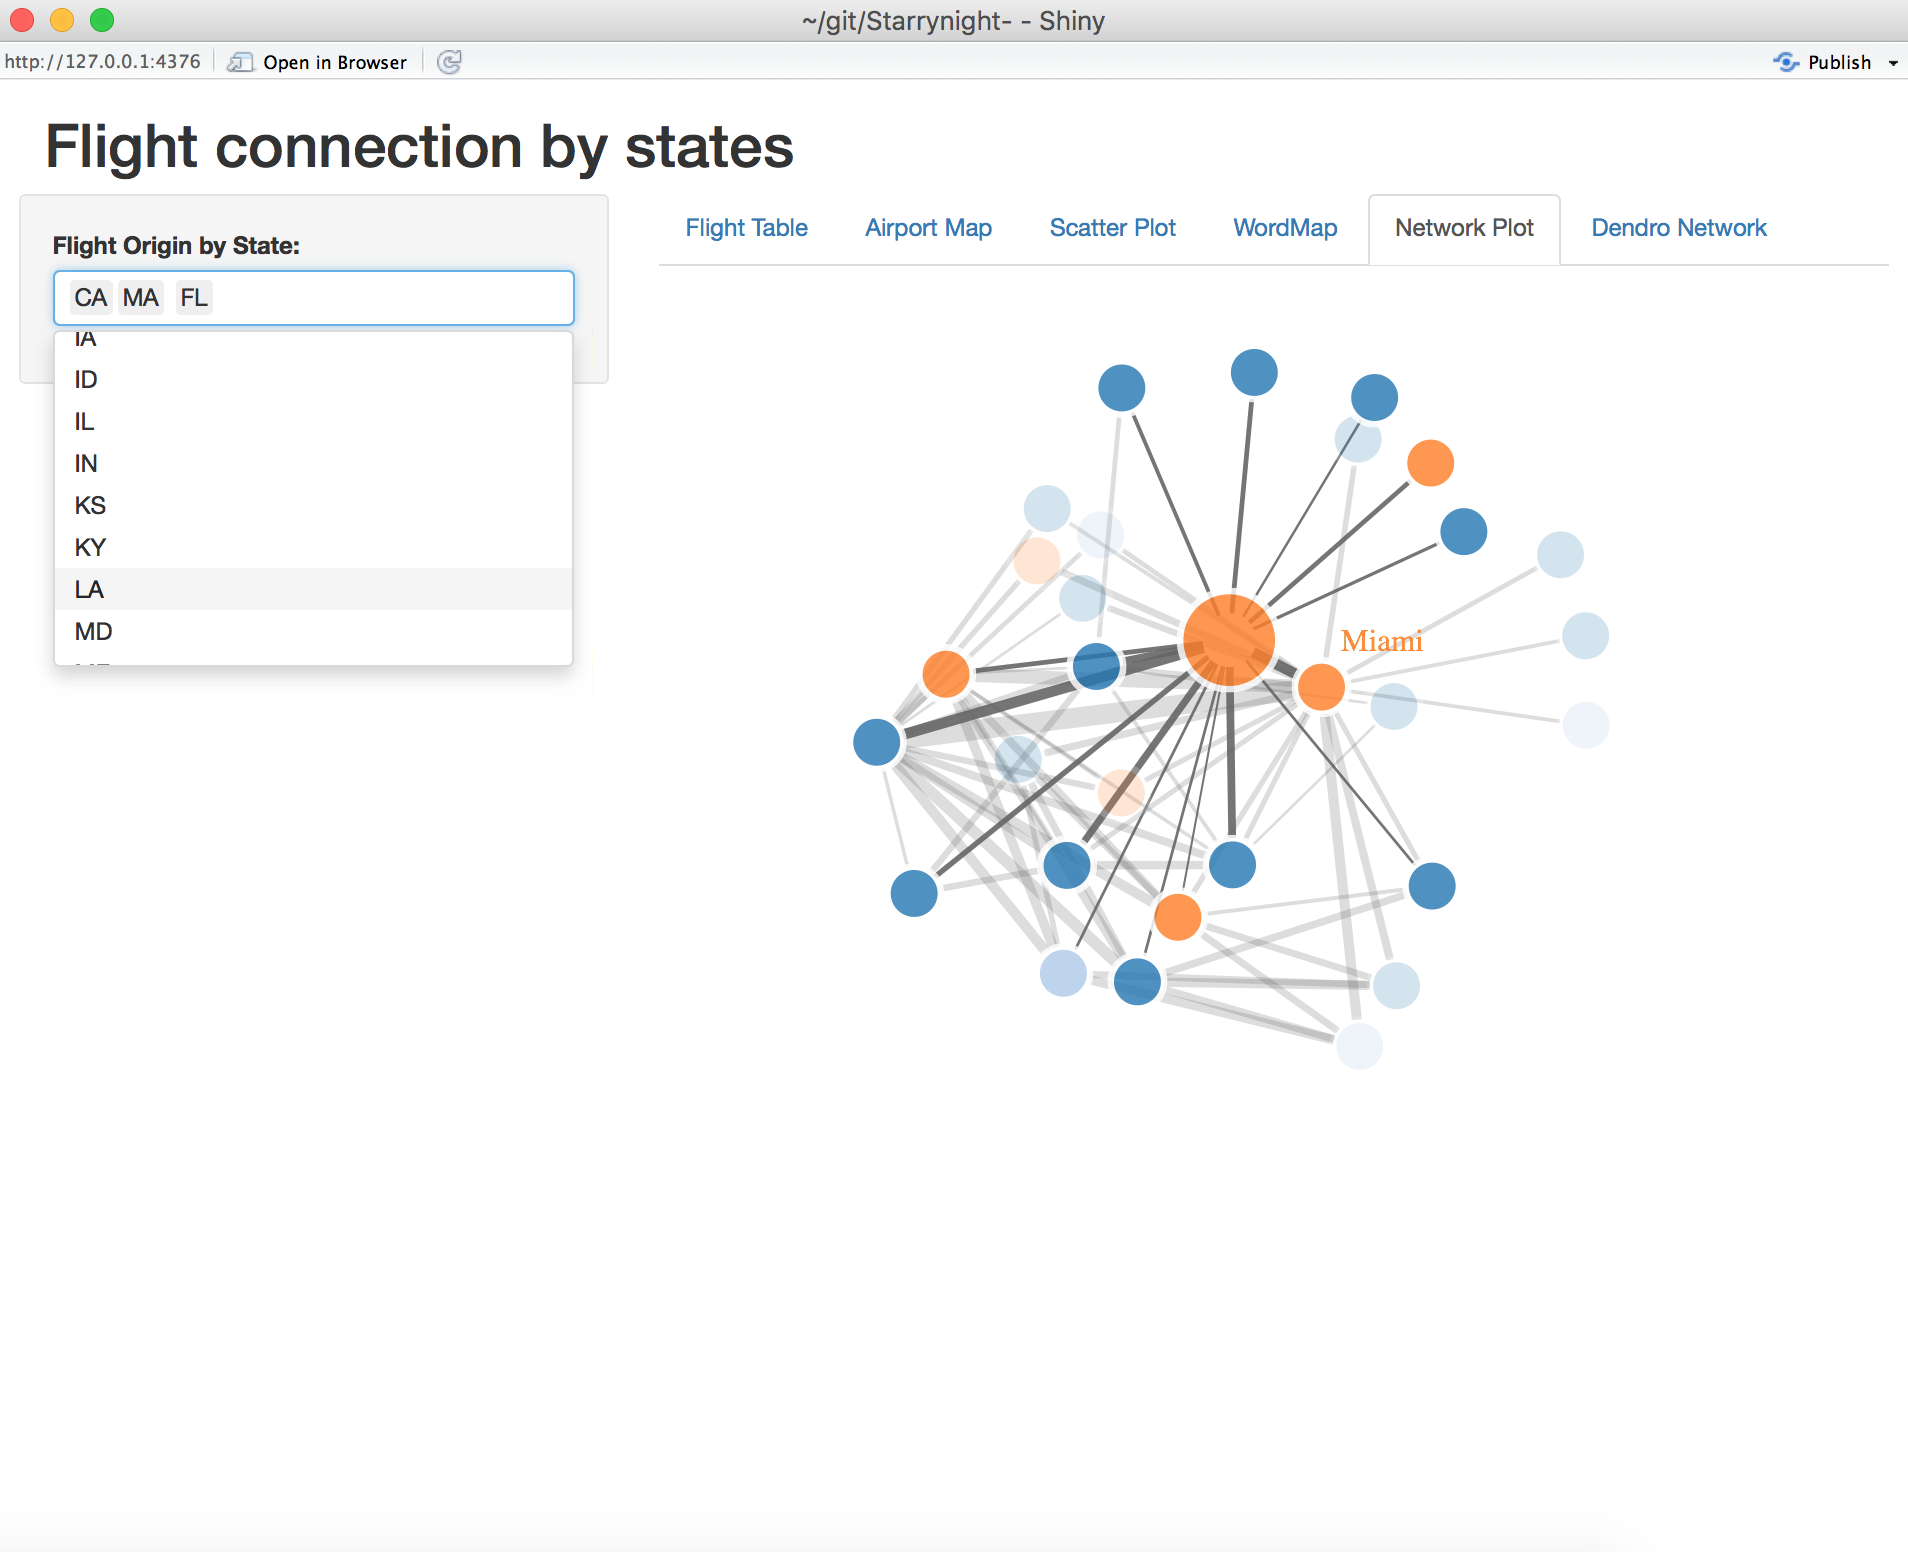 ~/git/Starrynight- - Shiny
http://127.0.0.1:4376 Open in Browser Publish
Flight connection by states
Flight Origin by State:
CA MA FL
IA
ID
IL
IN
KS
KY
LA
MD
Flight Table Airport Map Scatter Plot WordMap Network Plot Dendro Network
Miami